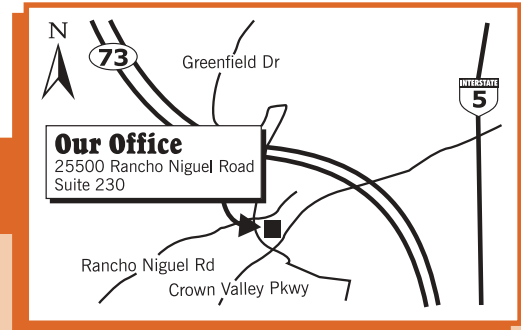 N
73
Greenfield Dr
INTERSTATE
5
Our Office
25500 Rancho Niguel Road
Suite 230
Rancho Niguel Rd
Crown Valley Pkwy